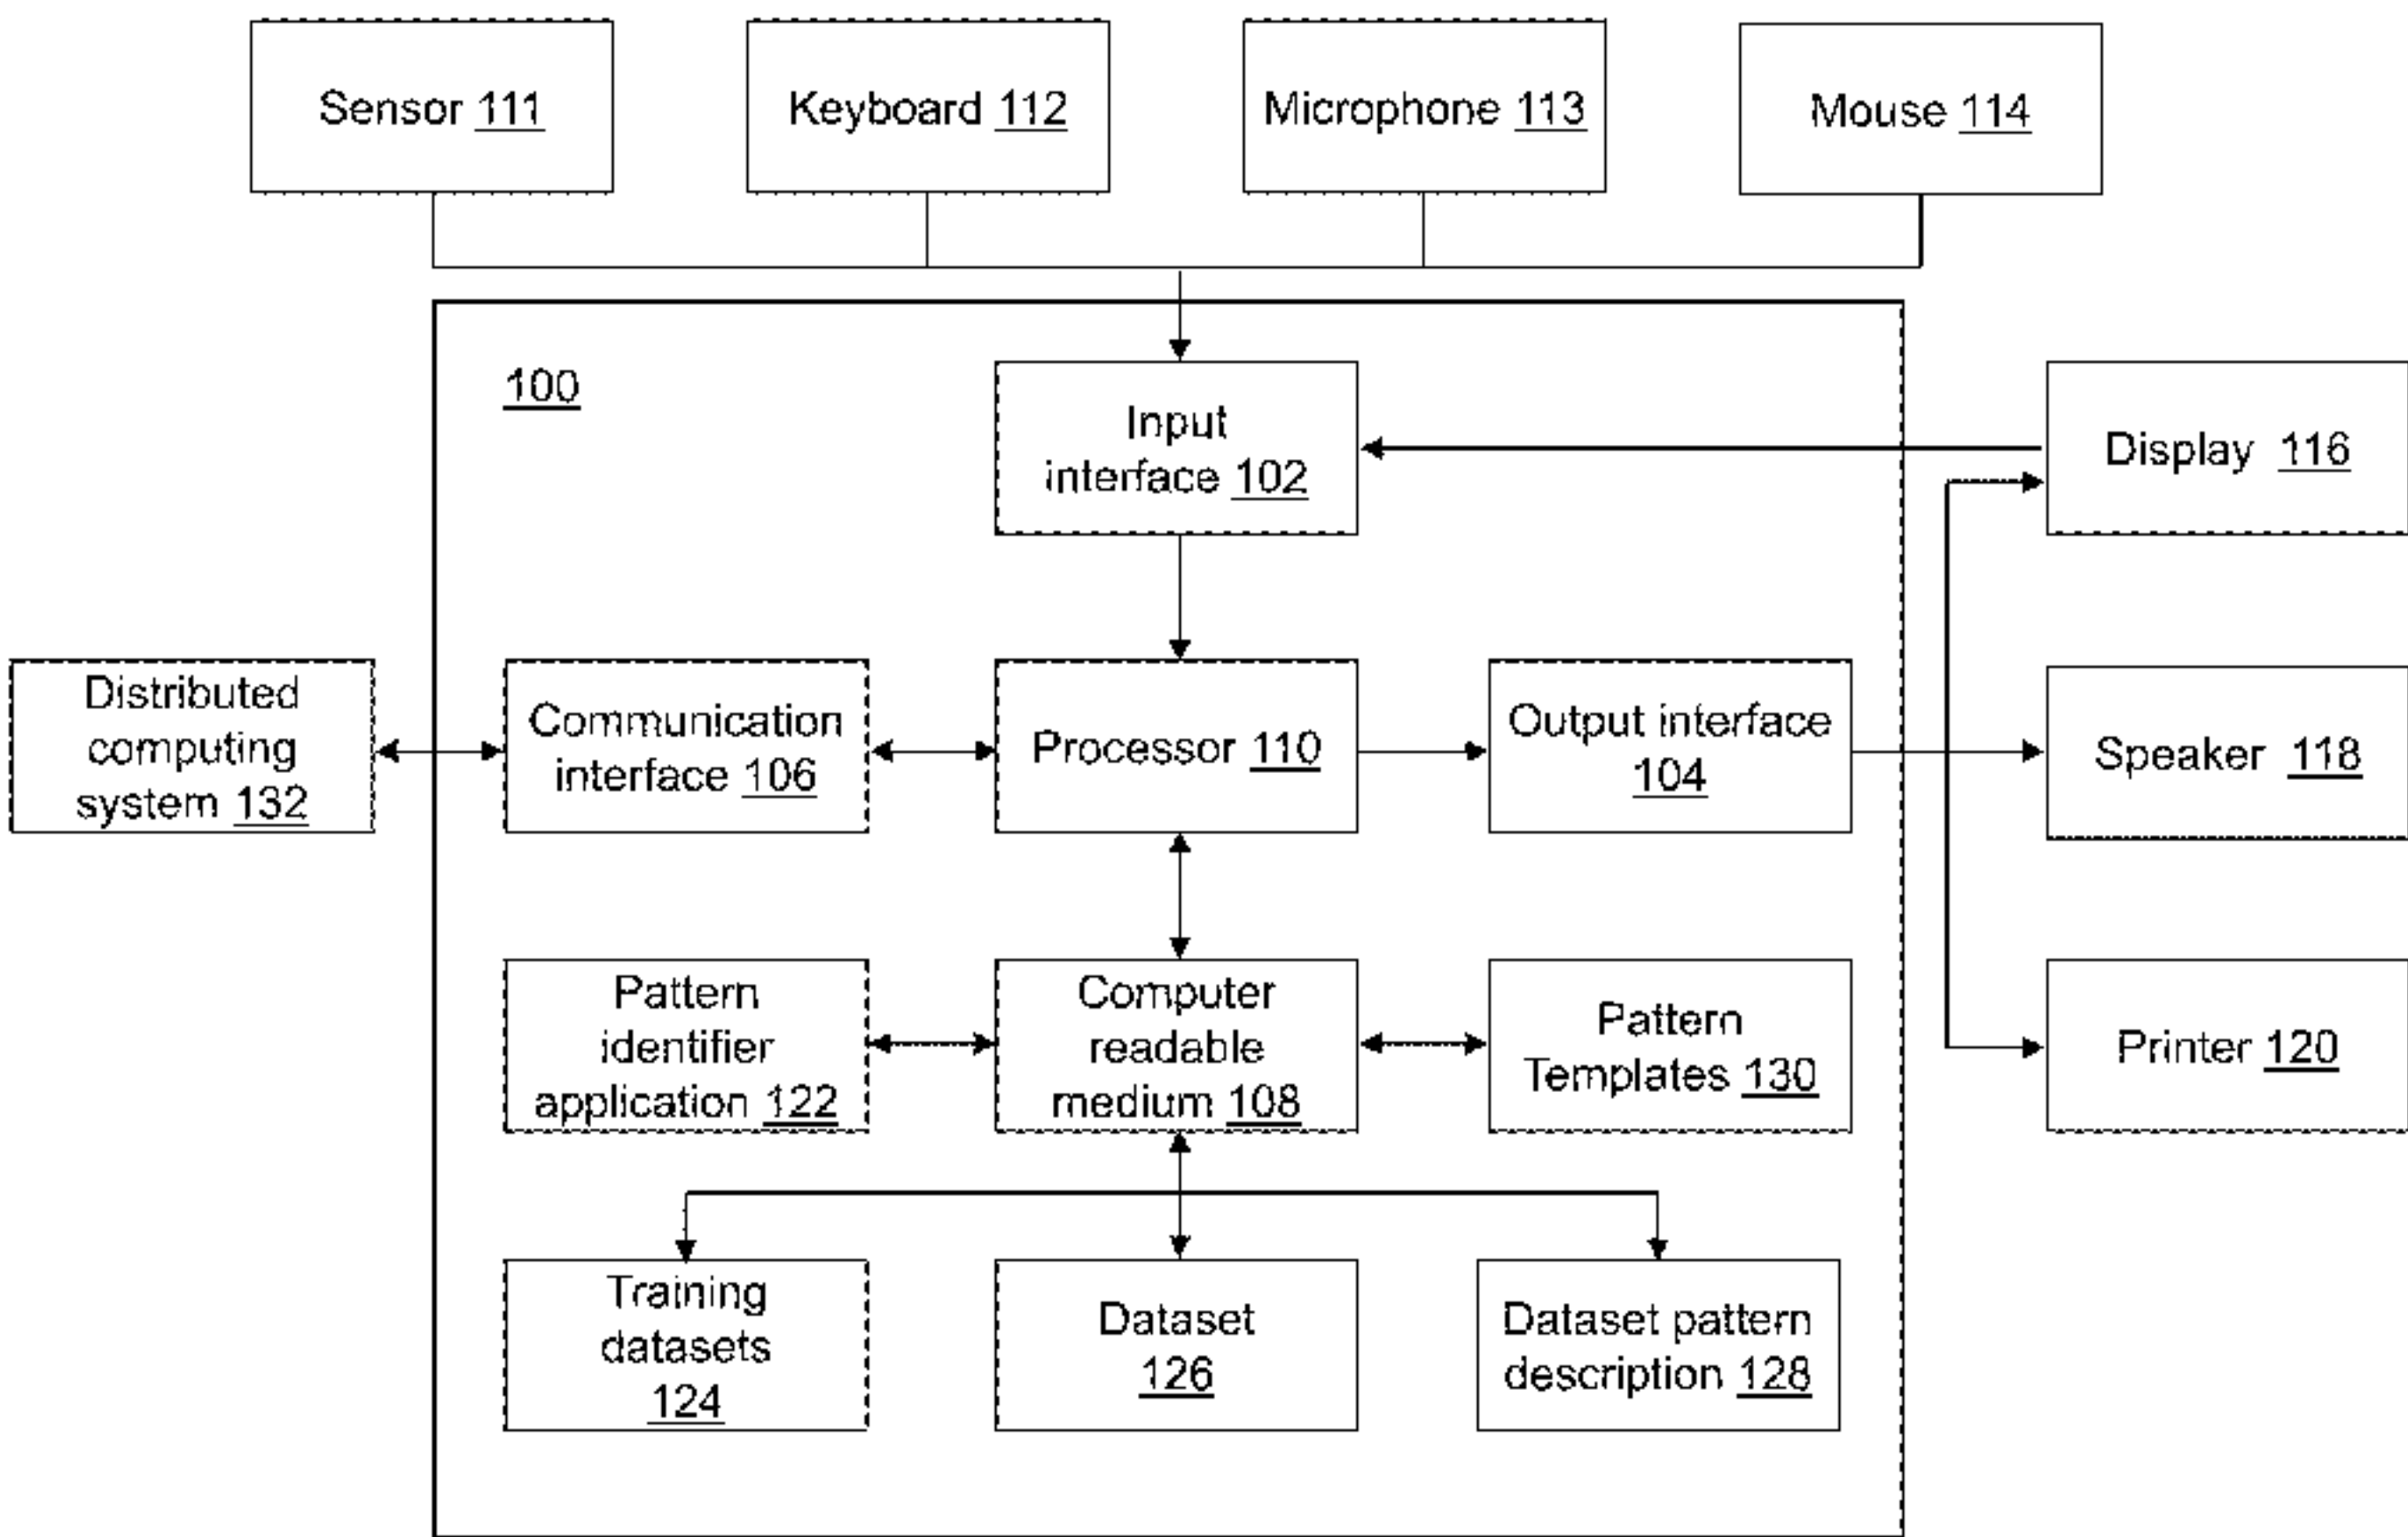 Sensor 111
Keyboard 112
Microphone 113
Mouse 114
100
Input
interface 102
Display 116
Distributed
computing
system 132
Communication
interface 106
Processor 110
Output interface
104
Speaker 118
Pattern
identifier
application 122
Computer
readable
medium 108
Pattern
Templates 130
Printer 120
Training
datasets
124
Dataset
126
Dataset pattern
description 128